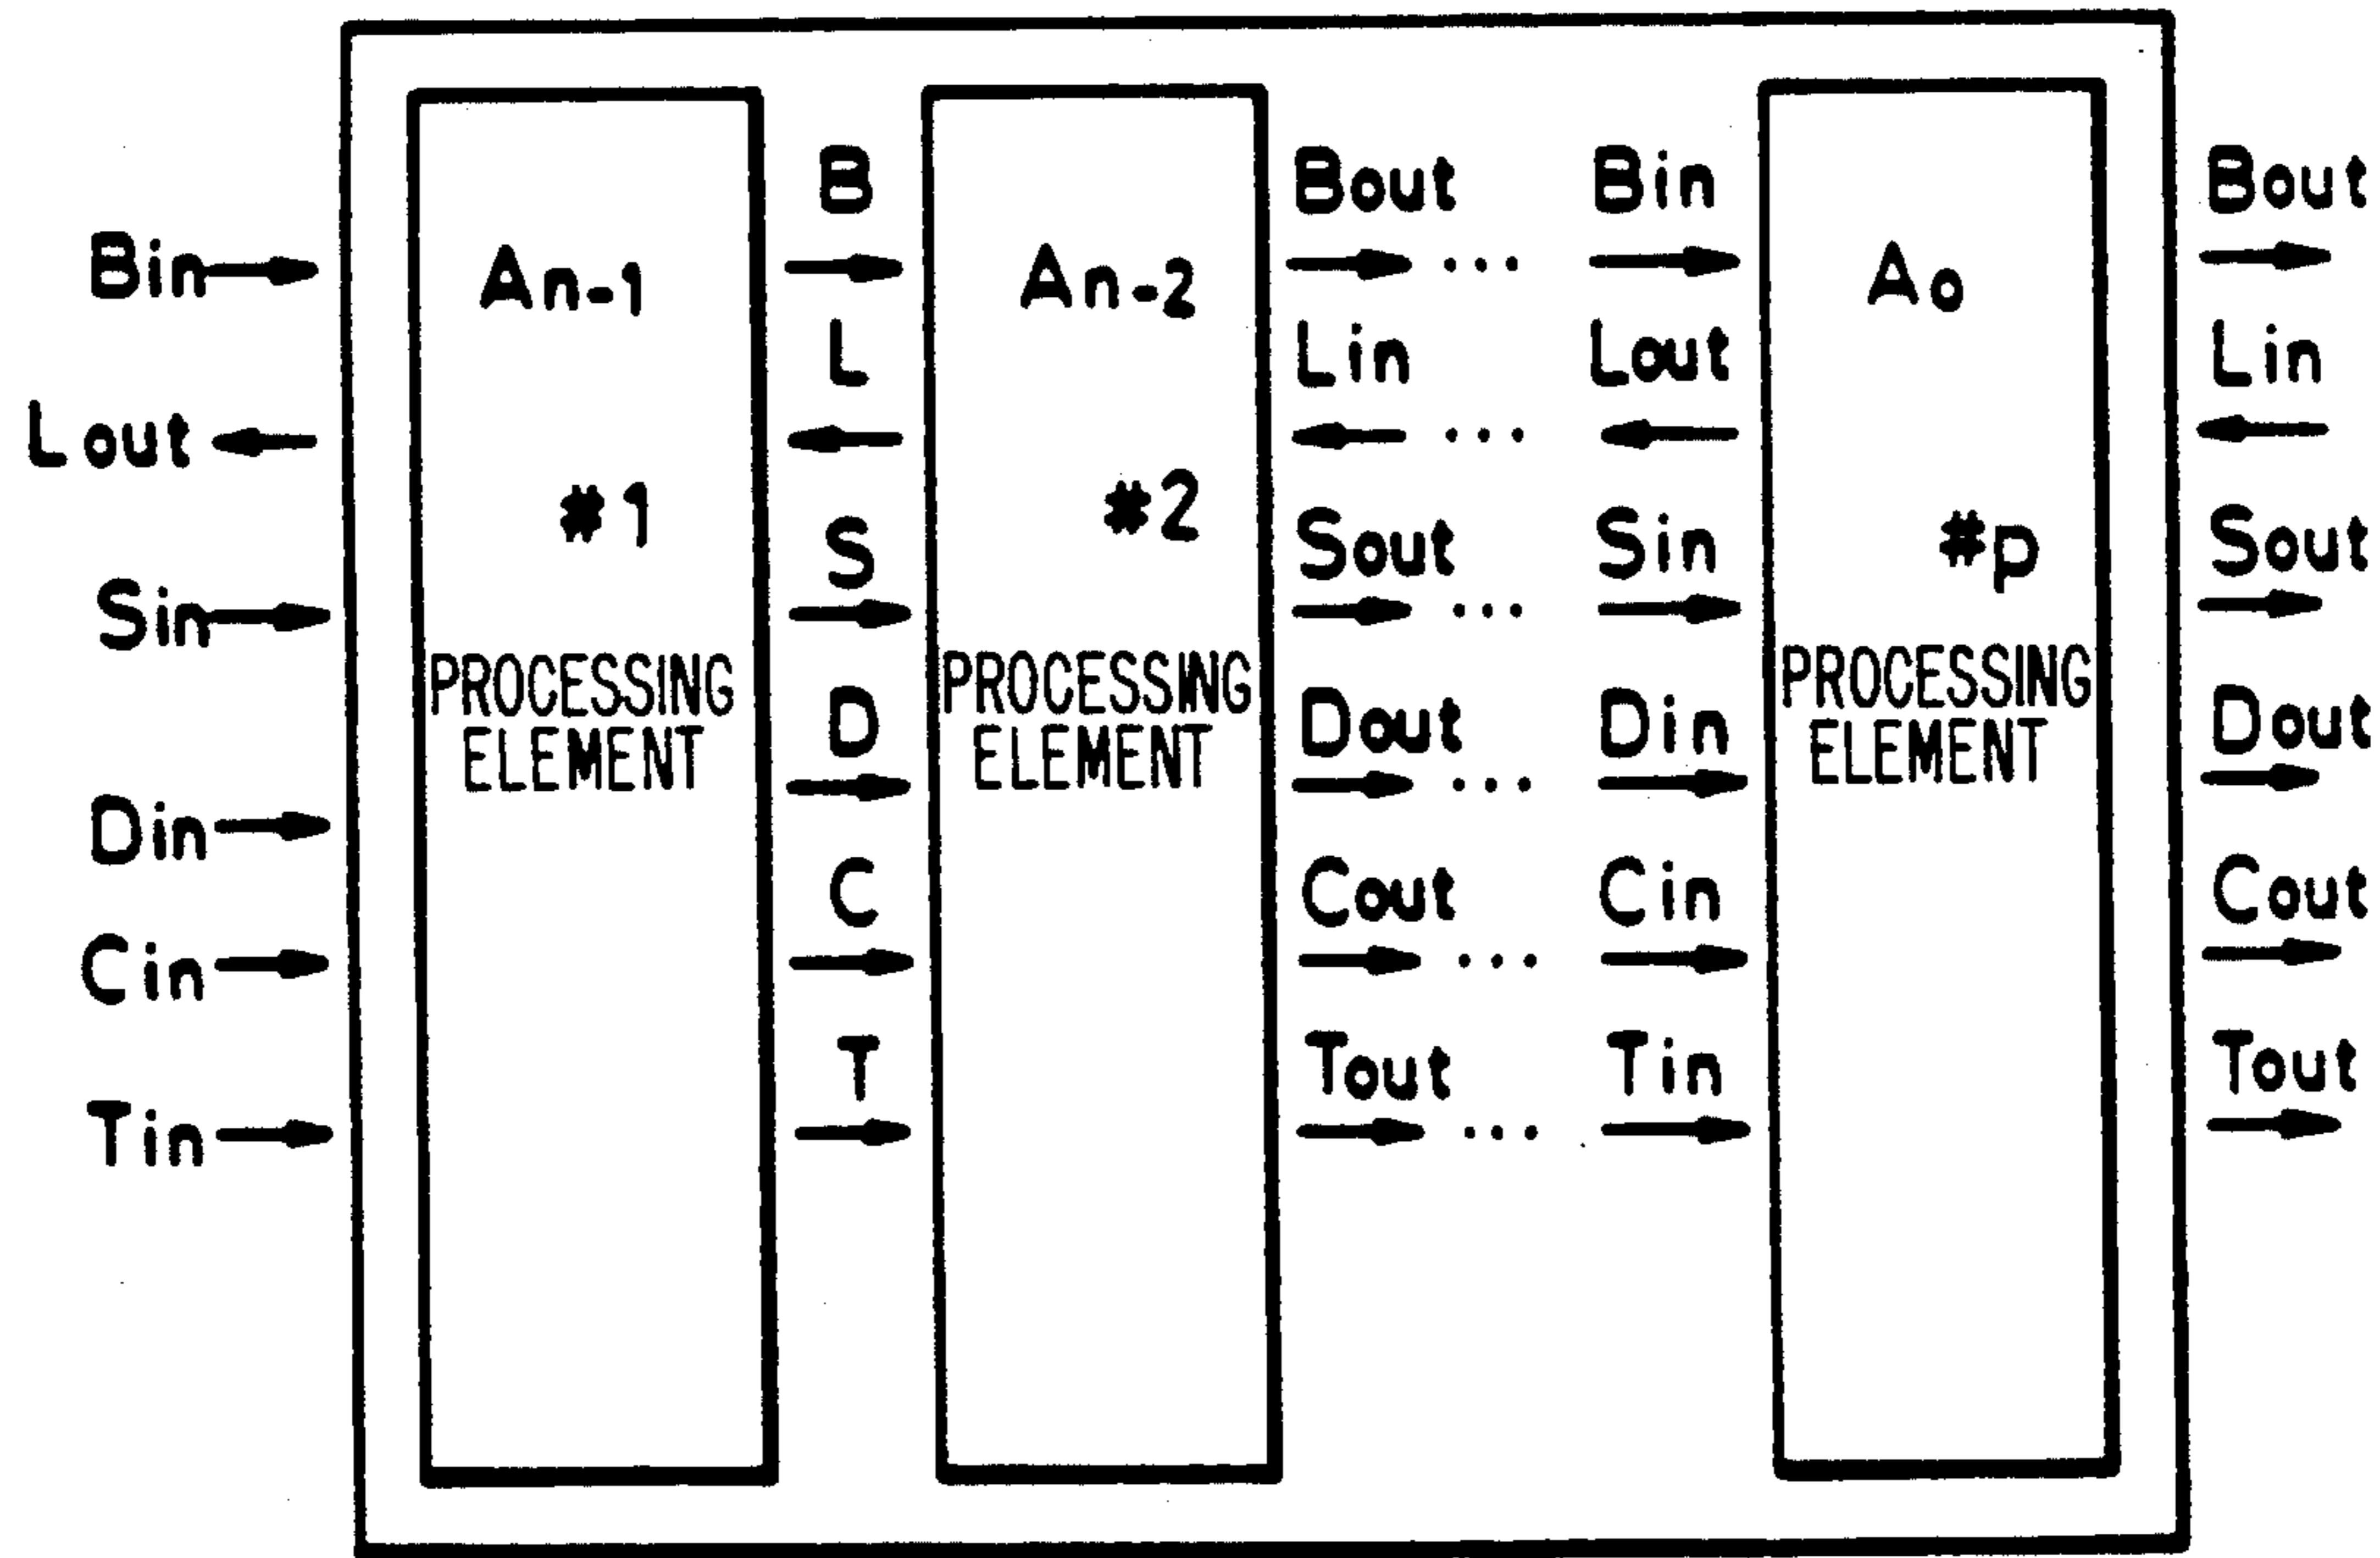 Bin
Lout
Sin
Din
Cin
Tin
An-1
#1
PROCESSING
ELEMENT
B
L
S
D
C
T
An-2
#2
PROCESSING
ELEMENT
Bout ... Bin
Lin ... Lout
Sout ... Sin
Dout ... Din
Cout ... Cin
Tout ... Tin
Ao
#p
PROCESSING
ELEMENT
Bout
Lin
Sout
Dout
Cout
Tout